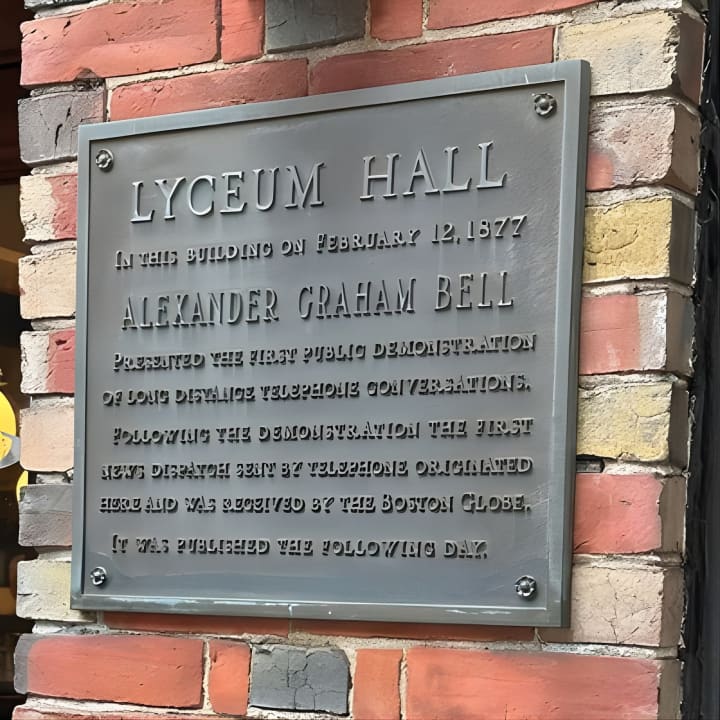 LYCEUM HALL
IN THIS BUILDING ON FEBRUARY 12, 1877
ALEXANDER GRAHAM BELL
PRESENTED THE FIRST PUBLIC DEMONSTRATION
OF LONG DISTANCE TELEPHONE CONVERSATIONS.
FOLLOWING THE DEMONSTRATION THE FIRST
NEWS DISPATCH SENT BY TELEPHONE ORIGINATED
HERE AND WAS RECEIVED BY THE BOSTON GLOBE.
IT WAS PUBLISHED THE FOLLOWING DAY.